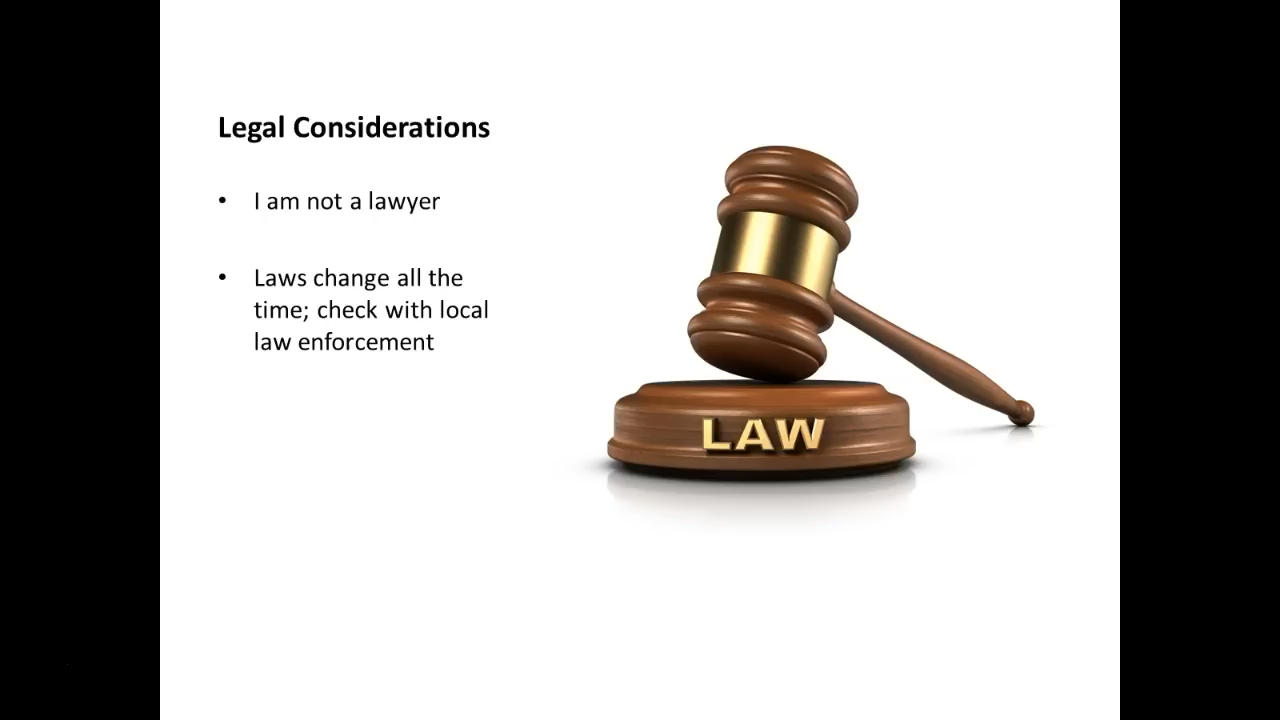 Legal Considerations
• I am not a lawyer
• Laws change all the
time; check with local
law enforcement
LAW